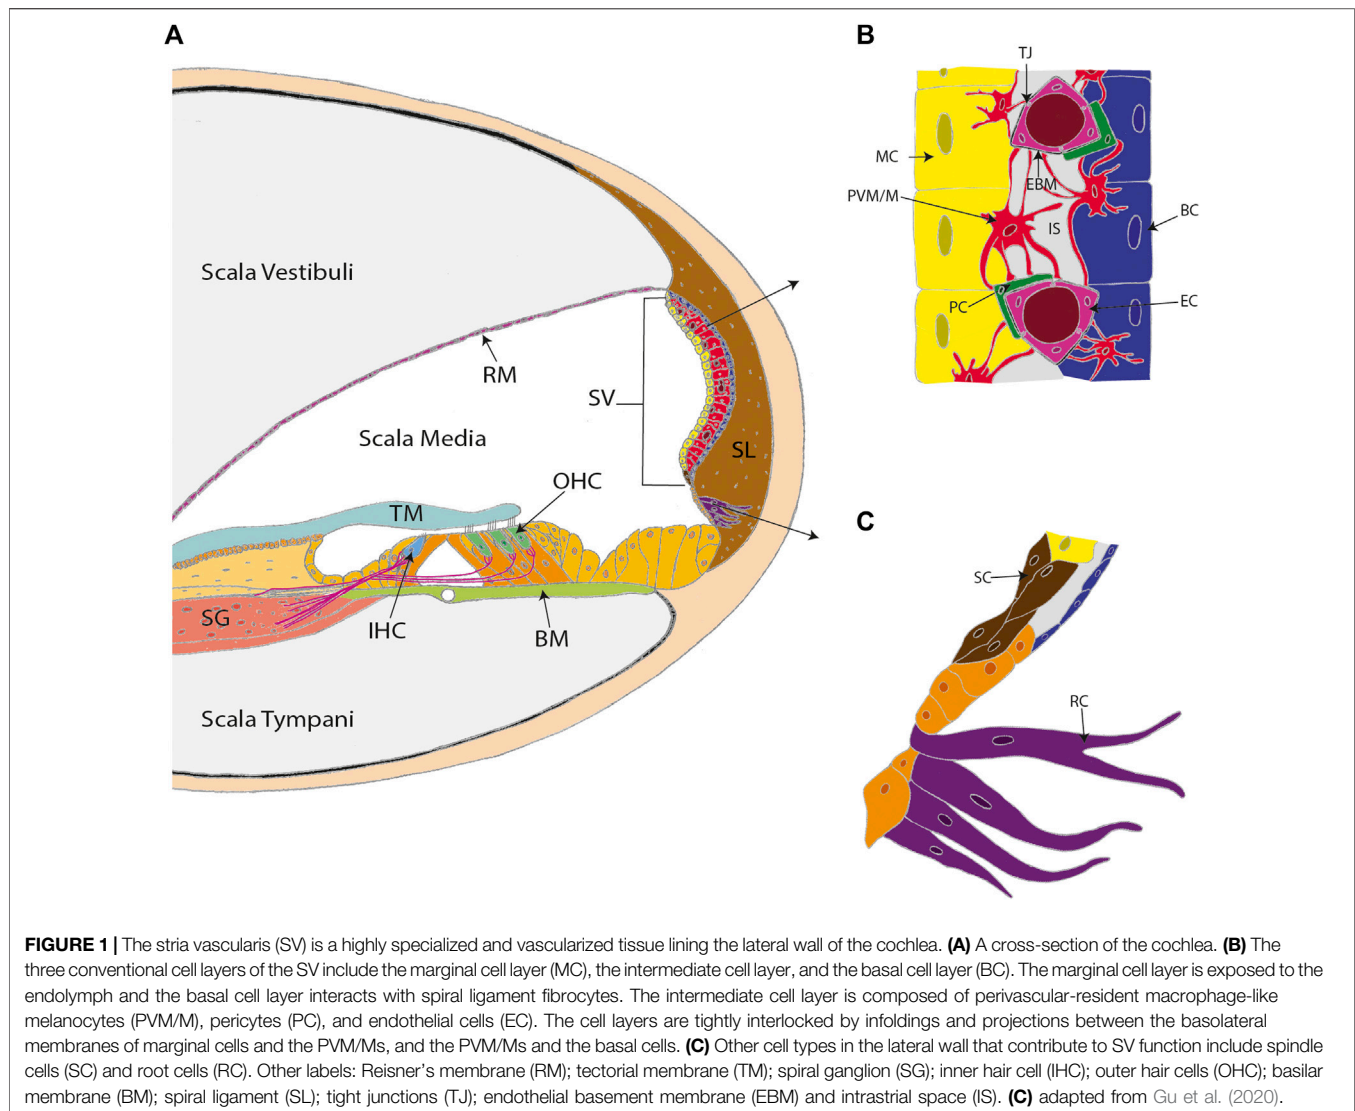 A
Scala Vestibuli
RM
SV
Scala Media
SL
OHC
TM
SG
IHC
BM
Scala Tympani
B
TJ
MC
EBM
PVM/M
IS
BC
PC
EC
C
SC
RC
FIGURE 1 | The stria vascularis (SV) is a highly specialized and vascularized tissue lining the lateral wall of the cochlea. (A) A cross-section of the cochlea. (B) The
three conventional cell layers of the SV include the marginal cell layer (MC), the intermediate cell layer, and the basal cell layer (BC). The marginal cell layer is exposed to the
endolymph and the basal cell layer interacts with spiral ligament fibrocytes. The intermediate cell layer is composed of perivascular-resident macrophage-like
melanocytes (PVM/M), pericytes (PC), and endothelial cells (EC). The cell layers are tightly interlocked by infoldings and projections between the basolateral
membranes of marginal cells and the PVM/Ms, and the PVM/Ms and the basal cells. (C) Other cell types in the lateral wall that contribute to SV function include spindle
cells (SC) and root cells (RC). Other labels: Reisner's membrane (RM); tectorial membrane (TM); spiral ganglion (SG); inner hair cell (IHC); outer hair cells (OHC); basilar
membrane (BM); spiral ligament (SL); tight junctions (TJ); endothelial basement membrane (EBM) and intrastrial space (IS). (C) adapted from Gu et al. (2020).